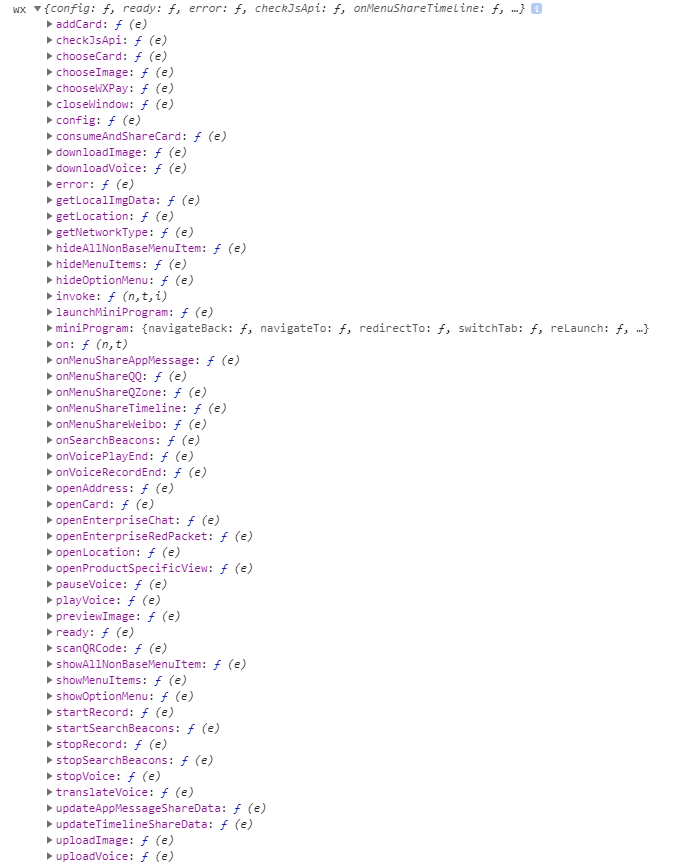 wx ▼{config: ƒ, ready: ƒ, error: ƒ, checkJsApi: ƒ, onMenuShareTimeline: ƒ, …} i
▶addCard: ƒ (e)
▶checkJsApi: ƒ (e)
▶chooseCard: ƒ (e)
▶chooseImage: ƒ (e)
▶chooseWXPay: ƒ (e)
▶closeWindow: ƒ (e)
▶config: ƒ (e)
▶consumeAndShareCard: ƒ (e)
▶downloadImage: ƒ (e)
▶downloadVoice: ƒ (e)
▶error: ƒ (e)
▶getLocalImgData: ƒ (e)
▶getLocation: ƒ (e)
▶getNetworkType: ƒ (e)
▶hideAllNonBaseMenuItem: ƒ (e)
▶hideMenuItems: ƒ (e)
▶hideOptionMenu: ƒ (e)
▶invoke: ƒ (n,t,i)
▶launchMiniProgram: ƒ (e)
▶miniProgram: {navigateBack: ƒ, navigateTo: ƒ, redirectTo: ƒ, switchTab: ƒ, reLaunch: ƒ, …}
▶on: ƒ (n,t)
▶onMenuShareAppMessage: ƒ (e)
▶onMenuShareQQ: ƒ (e)
▶onMenuShareQZone: ƒ (e)
▶onMenuShareTimeline: ƒ (e)
▶onMenuShareWeibo: ƒ (e)
▶onSearchBeacons: ƒ (e)
▶onVoicePlayEnd: ƒ (e)
▶onVoiceRecordEnd: ƒ (e)
▶openAddress: ƒ (e)
▶openCard: ƒ (e)
▶openEnterpriseChat: ƒ (e)
▶openEnterpriseRedPacket: ƒ (e)
▶openLocation: ƒ (e)
▶openProductSpecificView: ƒ (e)
▶pauseVoice: ƒ (e)
▶playVoice: ƒ (e)
▶previewImage: ƒ (e)
▶ready: ƒ (e)
▶scanQRCode: ƒ (e)
▶showAllNonBaseMenuItem: ƒ (e)
▶showMenuItems: ƒ (e)
▶showOptionMenu: ƒ (e)
▶startRecord: ƒ (e)
▶startSearchBeacons: ƒ (e)
▶stopRecord: ƒ (e)
▶stopSearchBeacons: ƒ (e)
▶stopVoice: ƒ (e)
▶translateVoice: ƒ (e)
▶updateAppMessageShareData: ƒ (e)
▶updateTimelineShareData: ƒ (e)
▶uploadImage: ƒ (e)
▶uploadVoice: ƒ (e)